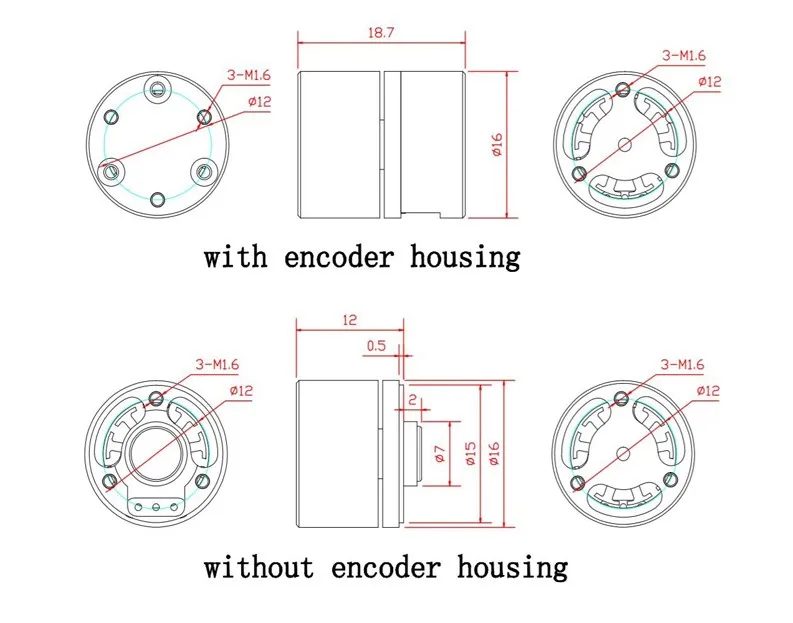 18.7
3-M1.6
ø12
ø16
3-M1.6
ø12
with encoder housing
12
0.5
3-M1.6
ø12
2
ø7
ø15
ø16
3-M1.6
ø12
without encoder housing